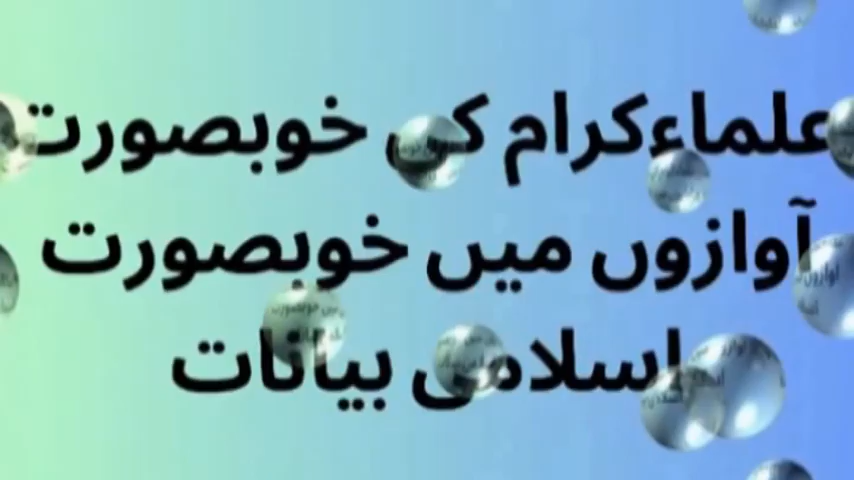 علماءکرام کی خوبصورت
آوازوں میں خوبصورت
اسلامی بیانات